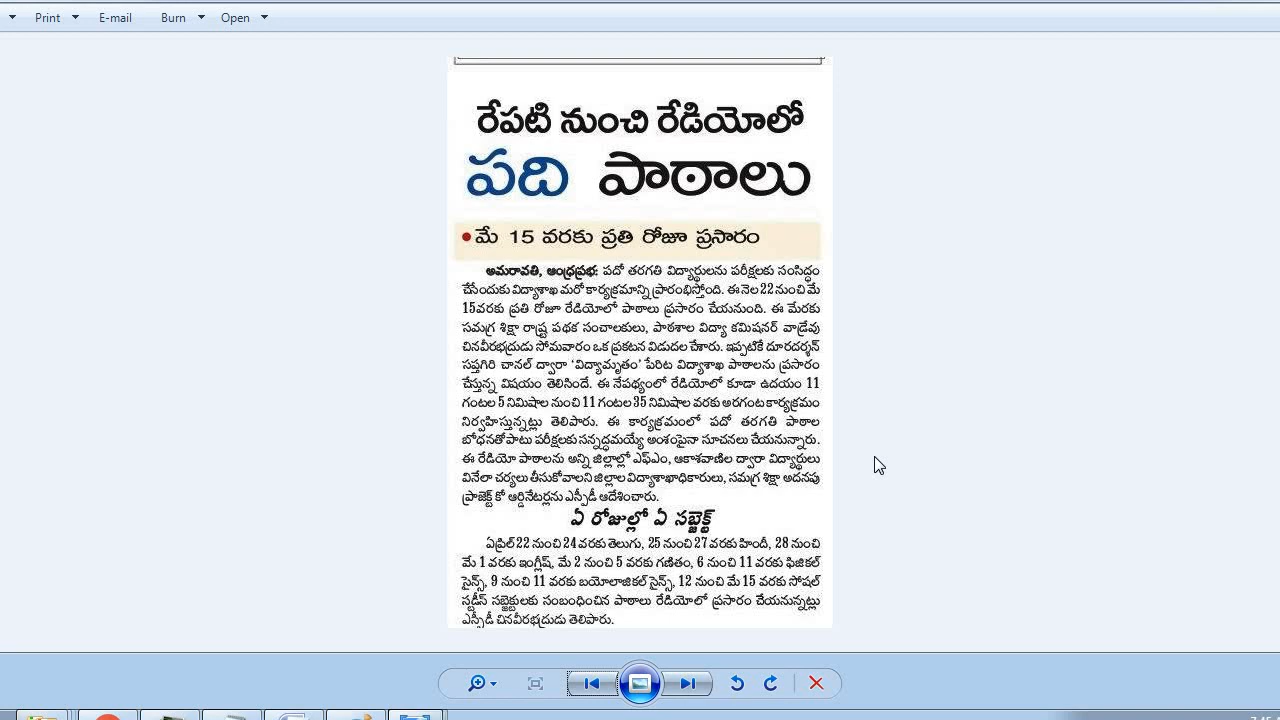 Print
E-mail
Burn
Open
రేపటి నుంచి రేడియోలో
పది పాఠాలు
•మే 15 వరకు ప్రతి రోజూ ప్రసారం
అమరావతి, ఆంధ్రప్రభ: పదో తరగతి విద్యార్థులను పరీక్షలకు సంసిద్ధం
చేసేందుకు విద్యాశాఖ మరో కార్యక్రమాన్ని ప్రారంభిస్తోంది. ఈ నెల 22 నుంచి మే
15వరకు ప్రతి రోజూ రేడియోలో పాఠాలు ప్రసారం చేయనుంది. ఈ మేరకు
సమగ్ర శిక్షా రాష్ట్ర పథక సంచాలకులు, పాఠశాల విద్యా కమిషనర్ వాడ్రేవు
చినవీరభద్రుడు సోమవారం ఒక ప్రకటన విడుదల చేశారు. ఇప్పటికే దూరదర్శన్
సప్తగిరి చానల్ ద్వారా ‘విద్యామృతం’ పేరిట విద్యాశాఖ పాఠాలను ప్రసారం
చేస్తున్న విషయం తెలిసిందే. ఈ నేపథ్యంలో రేడియోలో కూడా ఉదయం 11
గంటల 5 నిమిషాల నుంచి 11 గంటల 35 నిమిషాల వరకు అరగంట కార్యక్రమం
నిర్వహిస్తున్నట్లు తెలిపారు. ఈ కార్యక్రమంలో పదో తరగతి పాఠాల
బోధనతోపాటు పరీక్షలకు సన్నద్ధమయ్యే అంశంపైనా సూచనలు చేయనున్నారు.
ఈ రేడియో పాఠాలను అన్ని జిల్లాల్లో ఎఫ్ఎం, ఆకాశవాణిల ద్వారా విద్యార్థులు
వినేలా చర్యలు తీసుకోవాలని జిల్లాల విద్యాశాఖాధికారులు, సమగ్ర శిక్షా అదనపు
ప్రాజెక్ట్ కో ఆర్డినేటర్లను ఎస్పీడీ ఆదేశించారు.
ఏ రోజుల్లో ఏ సబ్జెక్ట్
ఏప్రిల్ 22 నుంచి 24 వరకు తెలుగు, 25 నుంచి 27 వరకు హిందీ, 28 నుంచి
మే 1 వరకు ఇంగ్లీష్, మే 2 నుంచి 5 వరకు గణితం, 6 నుంచి 11 వరకు ఫిజికల్
సైన్స్, 9 నుంచి 11 వరకు బయోలాజికల్ సైన్స్, 12 నుంచి మే 15 వరకు సోషల్
స్టడీస్ సబ్జెక్టులకు సంబంధించిన పాఠాలు రేడియోలో ప్రసారం చేయనున్నట్లు
ఎస్పీడీ చినవీరభద్రుడు తెలిపారు.